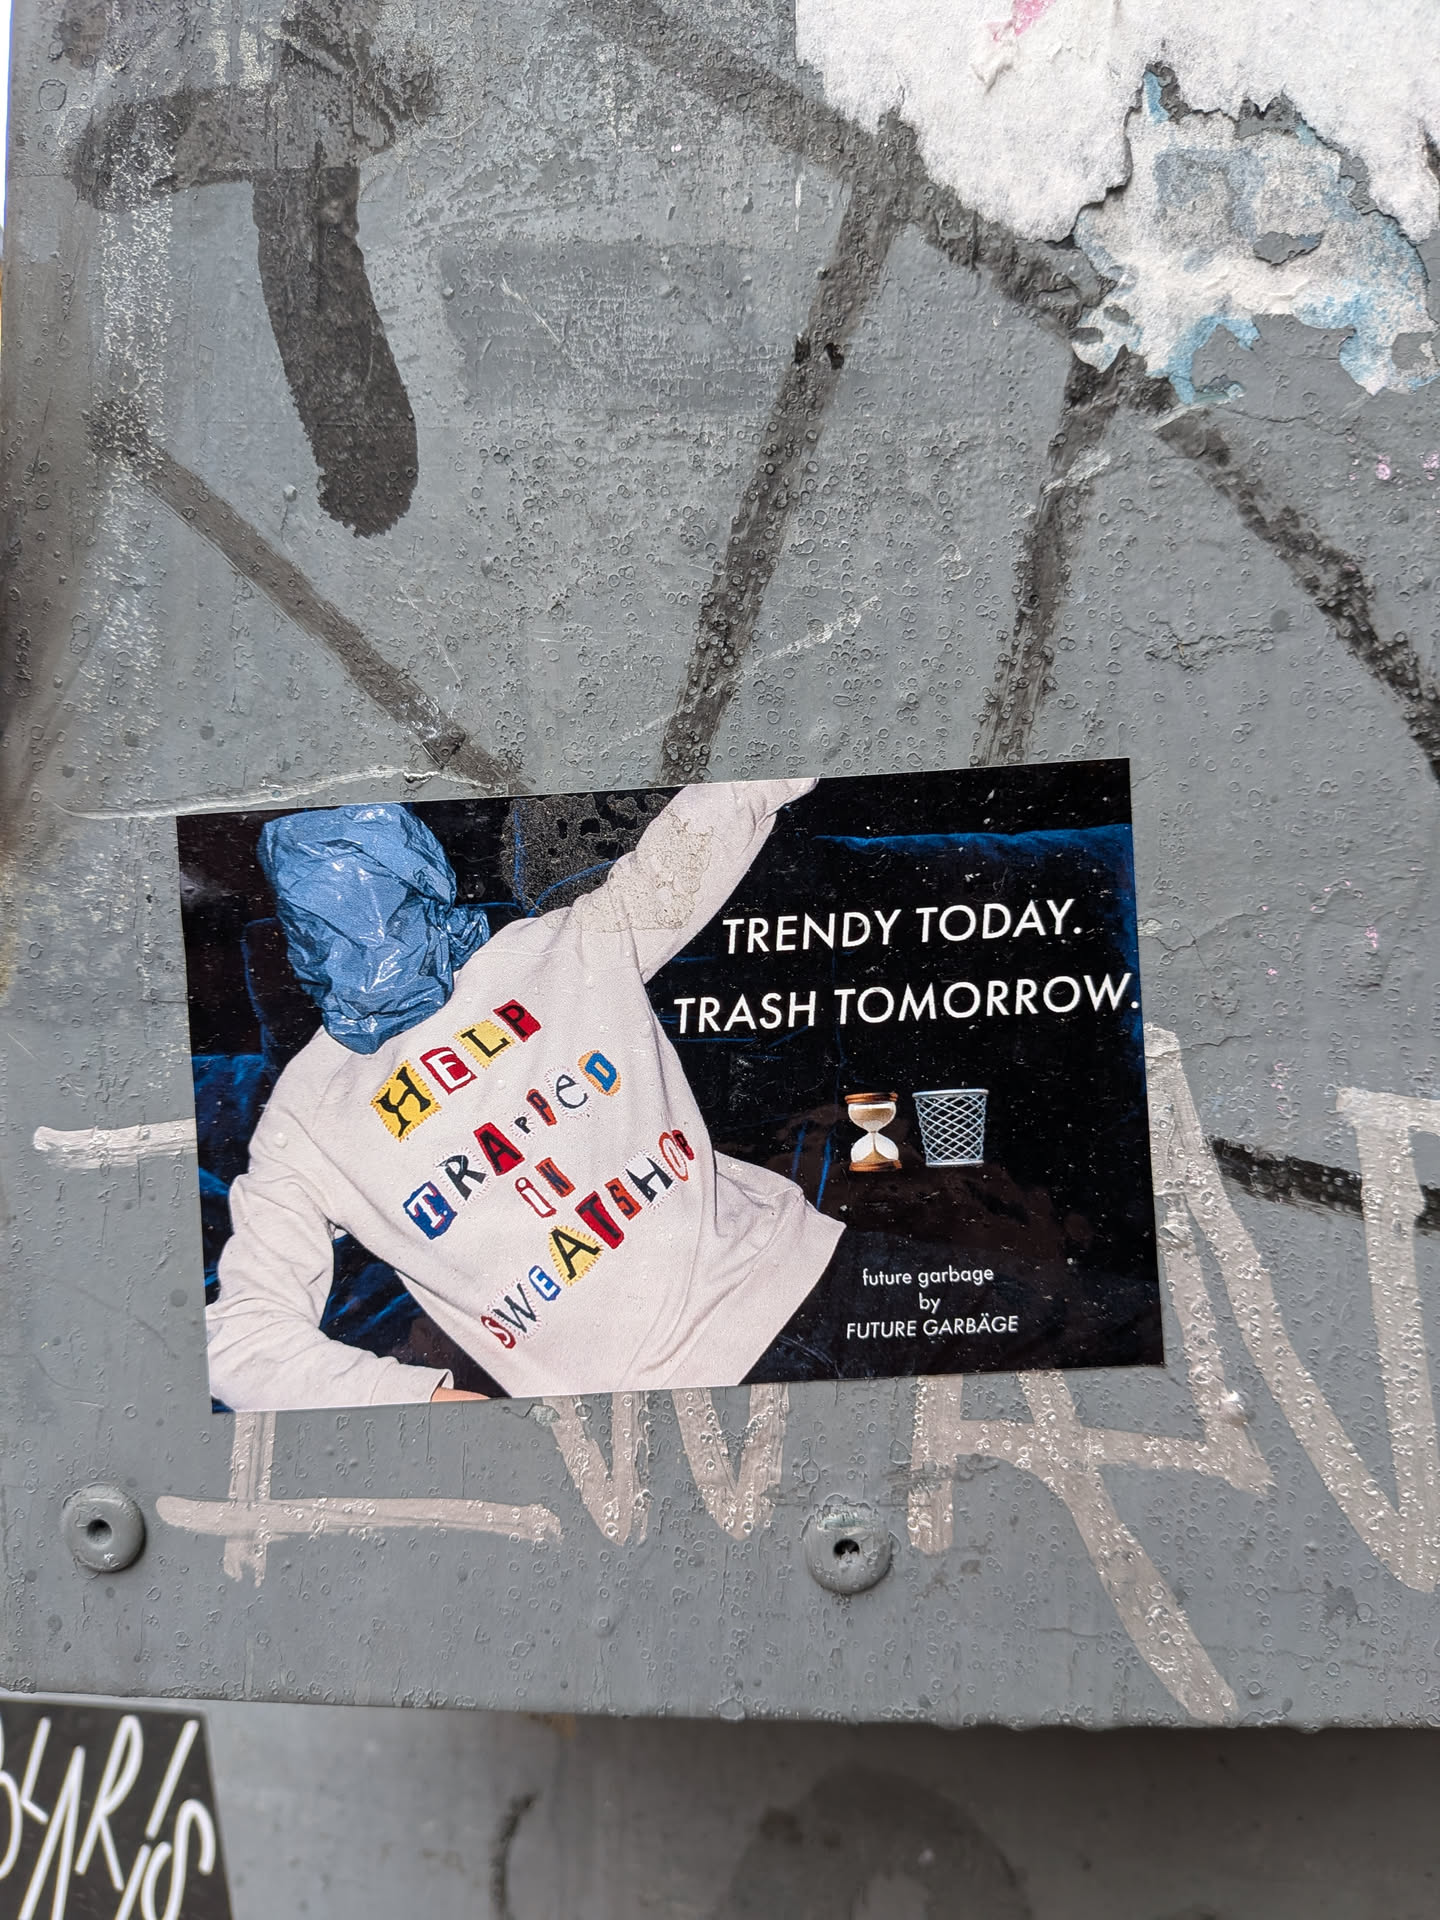 TRENDY TODAY.
TRASH TOMORROW.
HELP
TRAPPED
iN
SWEATSHOP
future garbage
by
FUTURE GARBÄGE